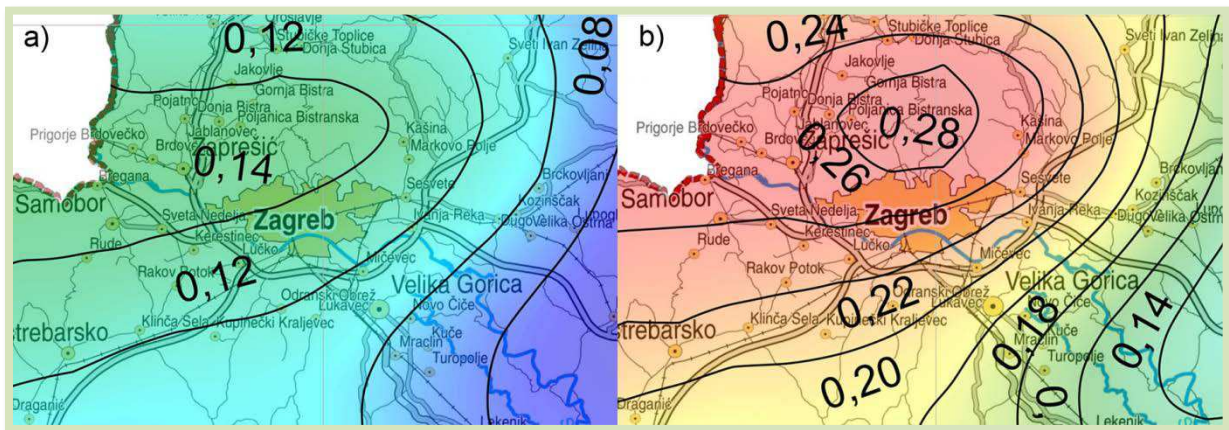 a)
Oroslavje
Stubičke Toplice
0,12
Donja Stubica
Sveti Ivan Zelina
0,08
Jakovlje
Gornja Bistra
Pojatno
Donja Bistra
Poljanica Bistranska
Prigorje Brdovečko
Jablanovec
Kašina
Brdovec
Zaprešić
Markovo Polje
0,14
Bregana
Sesvete
Brckovljani
Samobor
Božjakovina
Kozinščak
Sveta Nedelja
Zagreb
Ivanja Reka
Dugo
Velika Ostrna
Rude
Kerestinec
Lučko
Mičevec
Rakov Potok
0,12
Velika Gorica
Odranski Obrež
Lukavec
Novo Čiče
Klinča Sela
Kupinečki Kraljevec
strebarsko
Kuče
Mraclin
Turopolje
Draganić
Lekenik
b)
0,24
Stubičke Toplice
Donja Stubica
Sveti Ivan Zelina
Jakovlje
Gornja Bistra
Pojatno
Donja Bistra
Poljanica Bistranska
0,28
Prigorje Brdovečko
Jablanovec
Kašina
Zaprešić
Markovo Polje
0,26
Bregana
Sesvete
Brckovljani
Samobor
Kozinščak
Sveta Nedelja
Zagreb
Ivanja Reka
Dugo
Velika Ostrna
Rude
Kerestinec
Lučko
Mičevec
Rakov Potok
0,22
Velika Gorica
Odranski Obrež
Lukavec
Novo Čiče
0,18
0,14
Klinča Sela
Kupinečki Kraljevec
strebarsko
Kuče
Mraclin
Turopolje
0,20
Draganić
0,
Lekenik